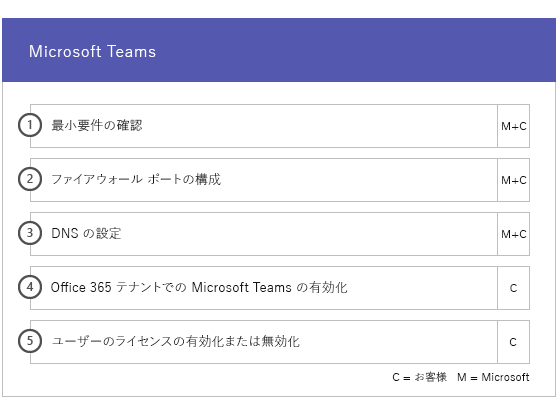 Microsoft Teams
1 最小要件の確認 M+C
2 ファイアウォール ポートの構成 M+C
3 DNS の設定 M+C
4 Office 365 テナントでの Microsoft Teams の有効化 C
5 ユーザーのライセンスの有効化または無効化 C
C = お客様 M = Microsoft